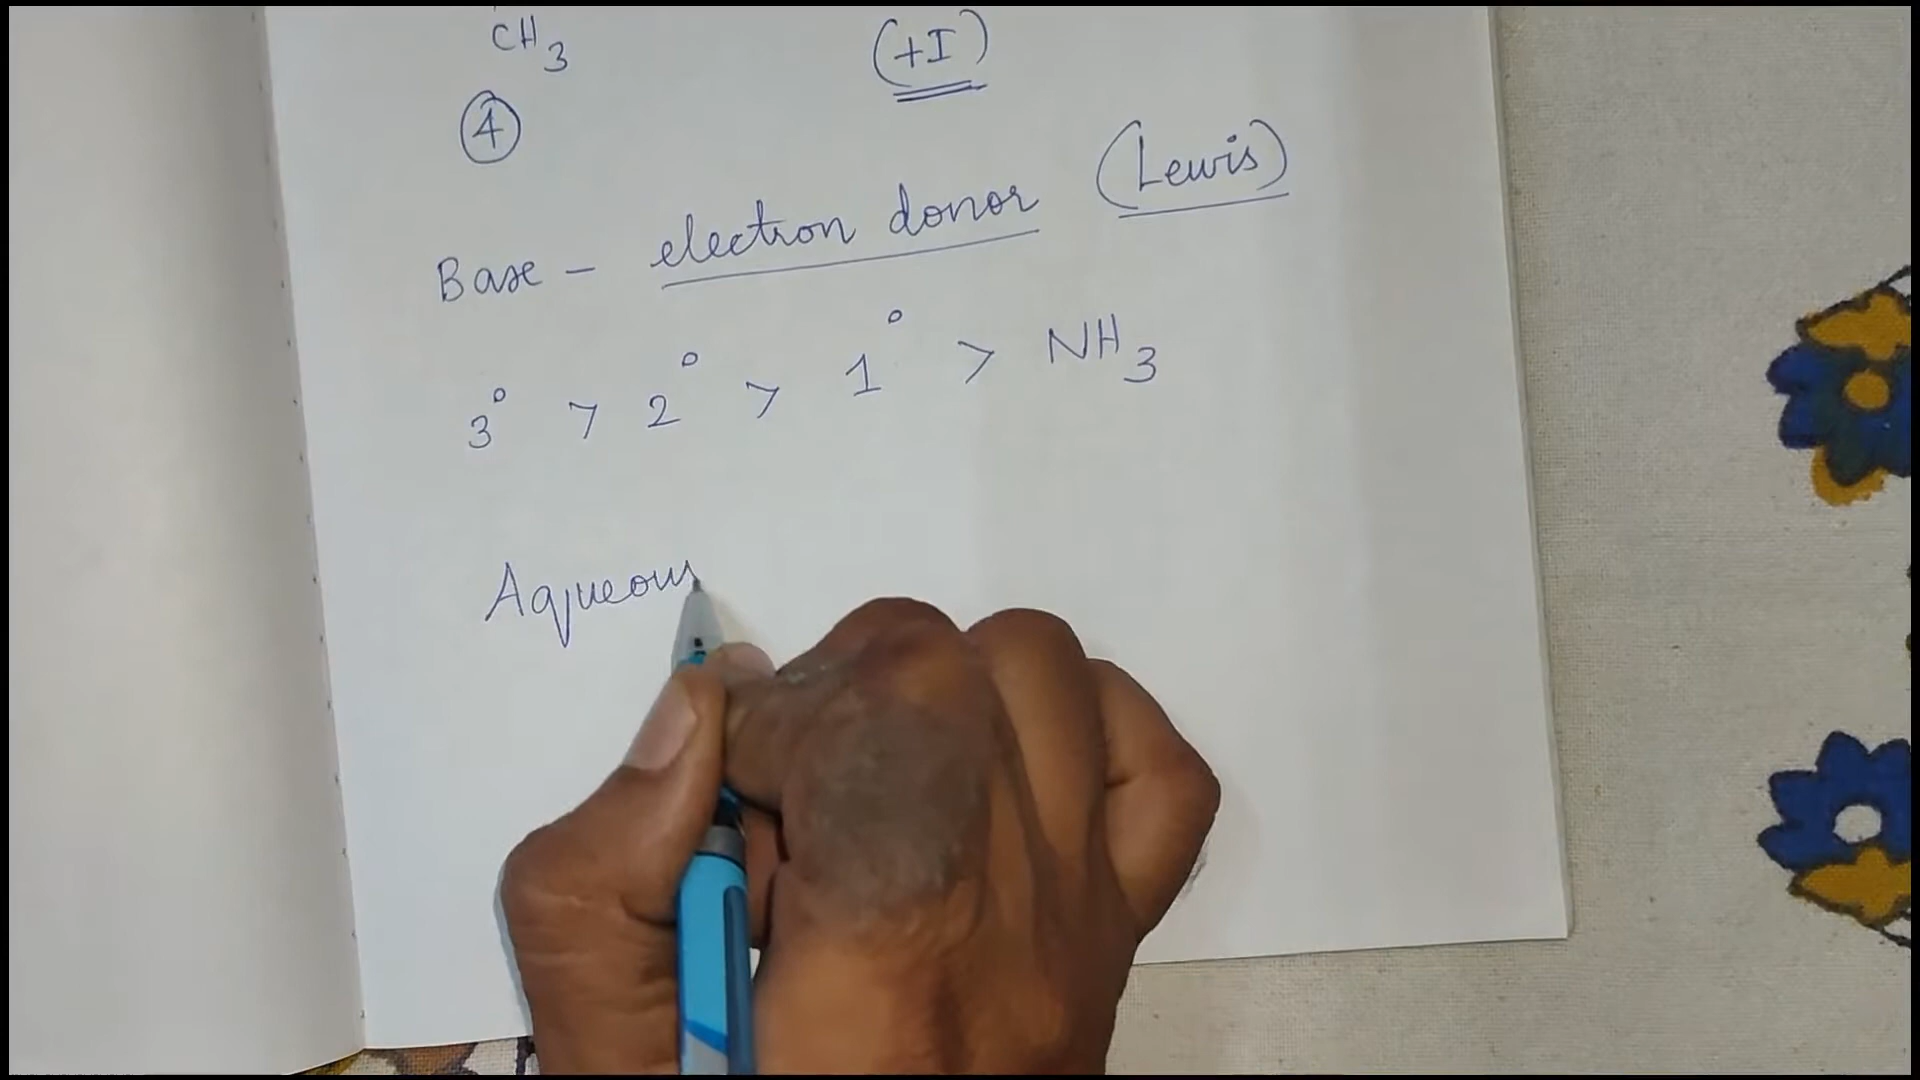 CH3 (+I)
4
Base - electron donor (Lewis)
3° > 2° > 1° > NH3
Aqueous